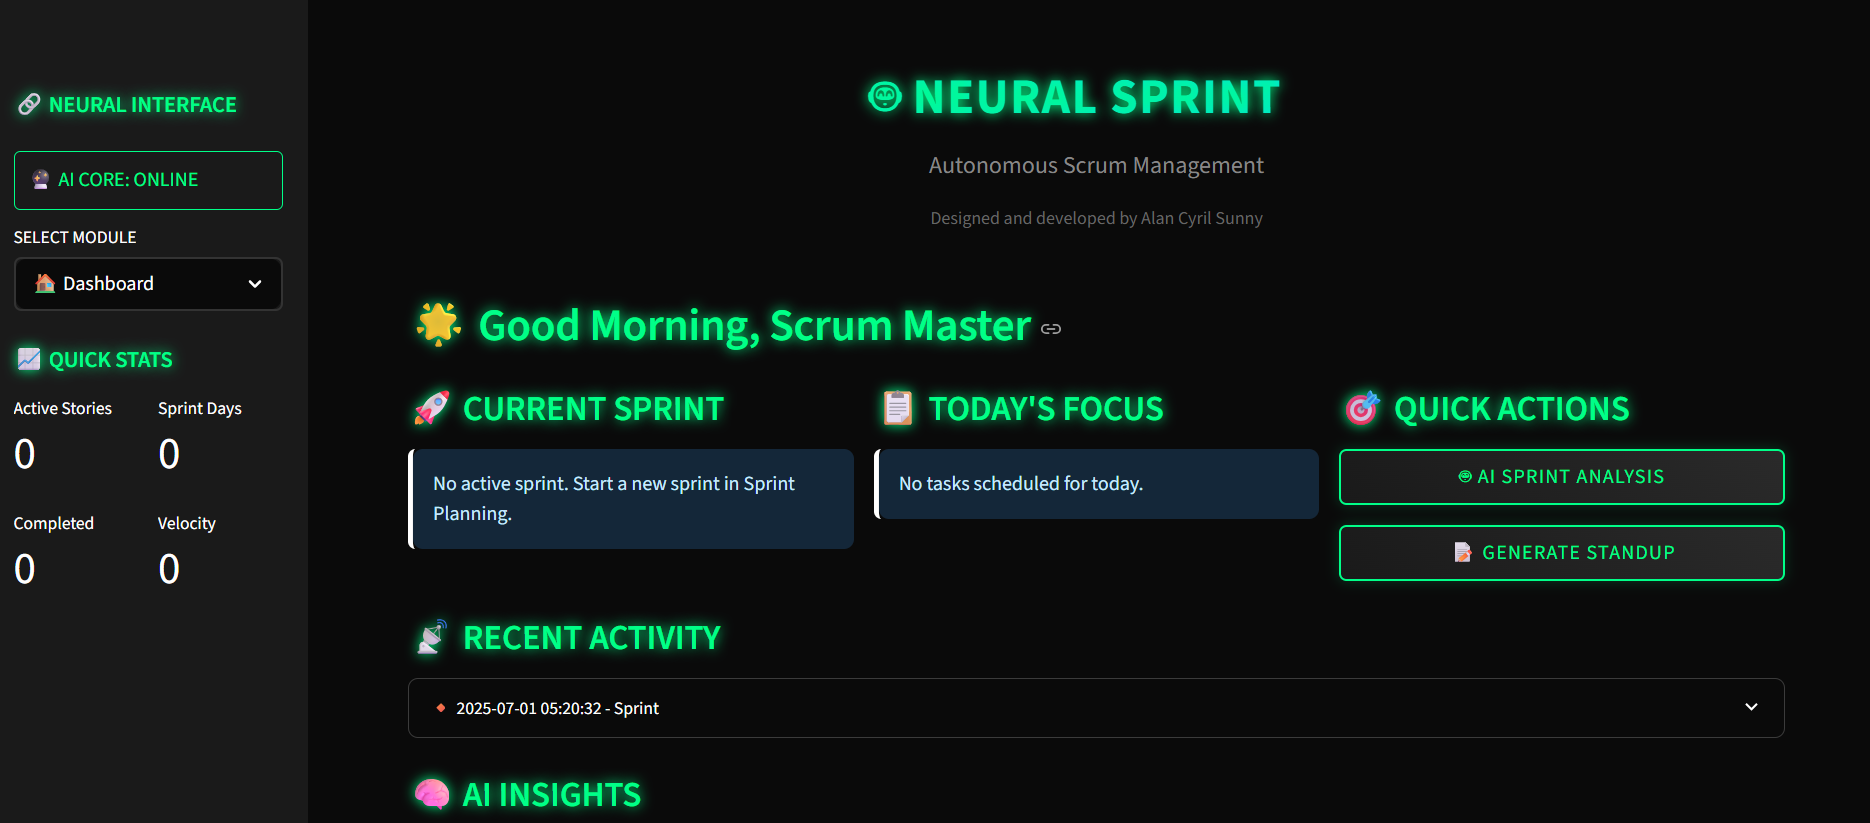 NEURAL INTERFACE
AI CORE: ONLINE
SELECT MODULE
Dashboard
QUICK STATS
Active Stories
0
Sprint Days
0
Completed
0
Velocity
0
NEURAL SPRINT
Autonomous Scrum Management
Designed and developed by Alan Cyril Sunny
Good Morning, Scrum Master
CURRENT SPRINT
No active sprint. Start a new sprint in Sprint
Planning.
TODAY'S FOCUS
No tasks scheduled for today.
QUICK ACTIONS
AI SPRINT ANALYSIS
GENERATE STANDUP
RECENT ACTIVITY
2025-07-01 05:20:32 - Sprint
AI INSIGHTS